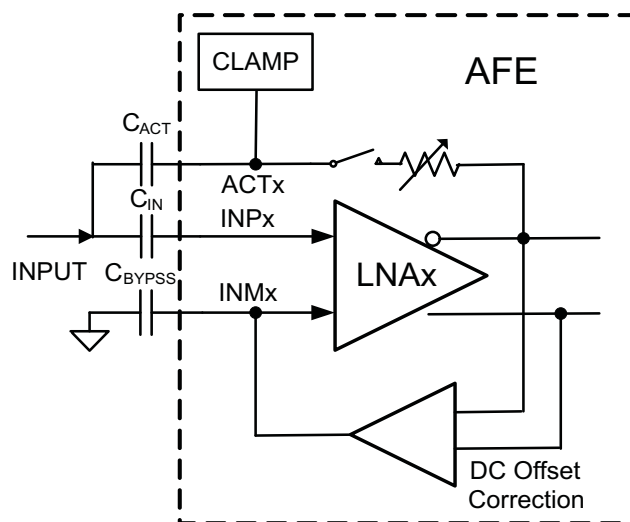 CLAMP
AFE
CACT
ACTx
CIN
INPx
INPUT
LNAx
CBYPSS
INMx
DC Offset
Correction